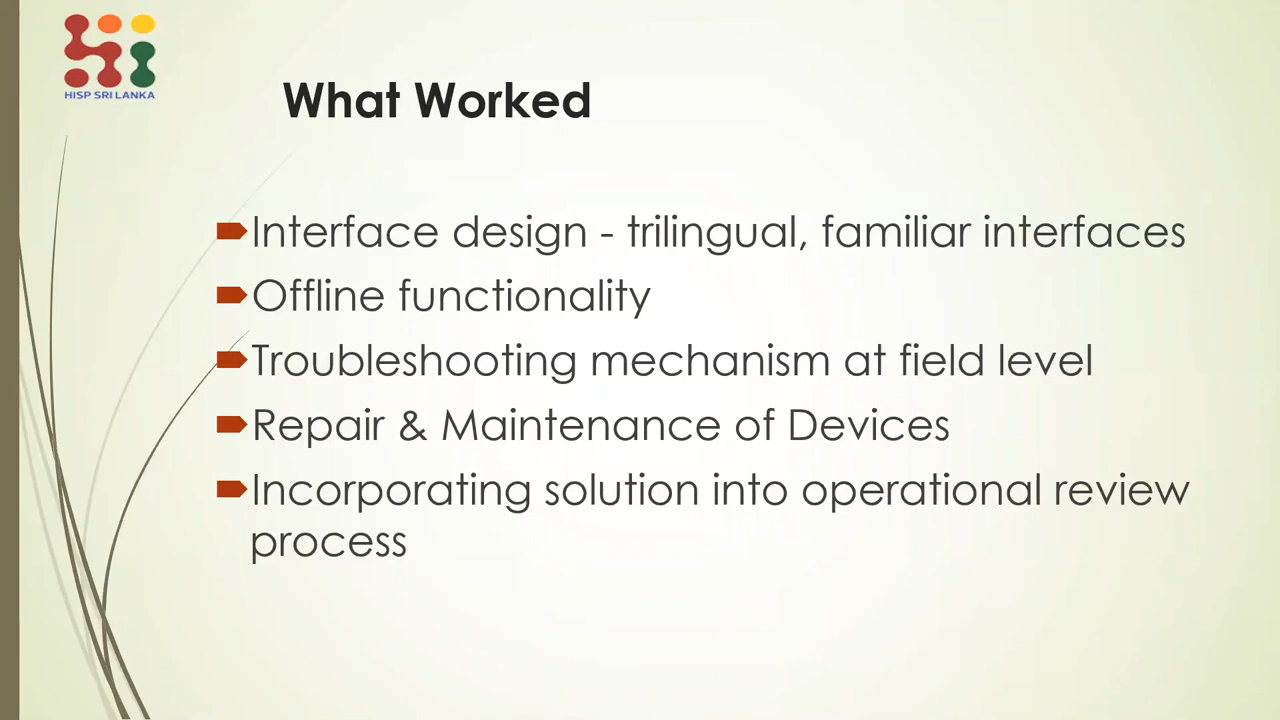 HISP SRI LANKA
What Worked
Interface design - trilingual, familiar interfaces
Offline functionality
Troubleshooting mechanism at field level
Repair & Maintenance of Devices
Incorporating solution into operational review
process